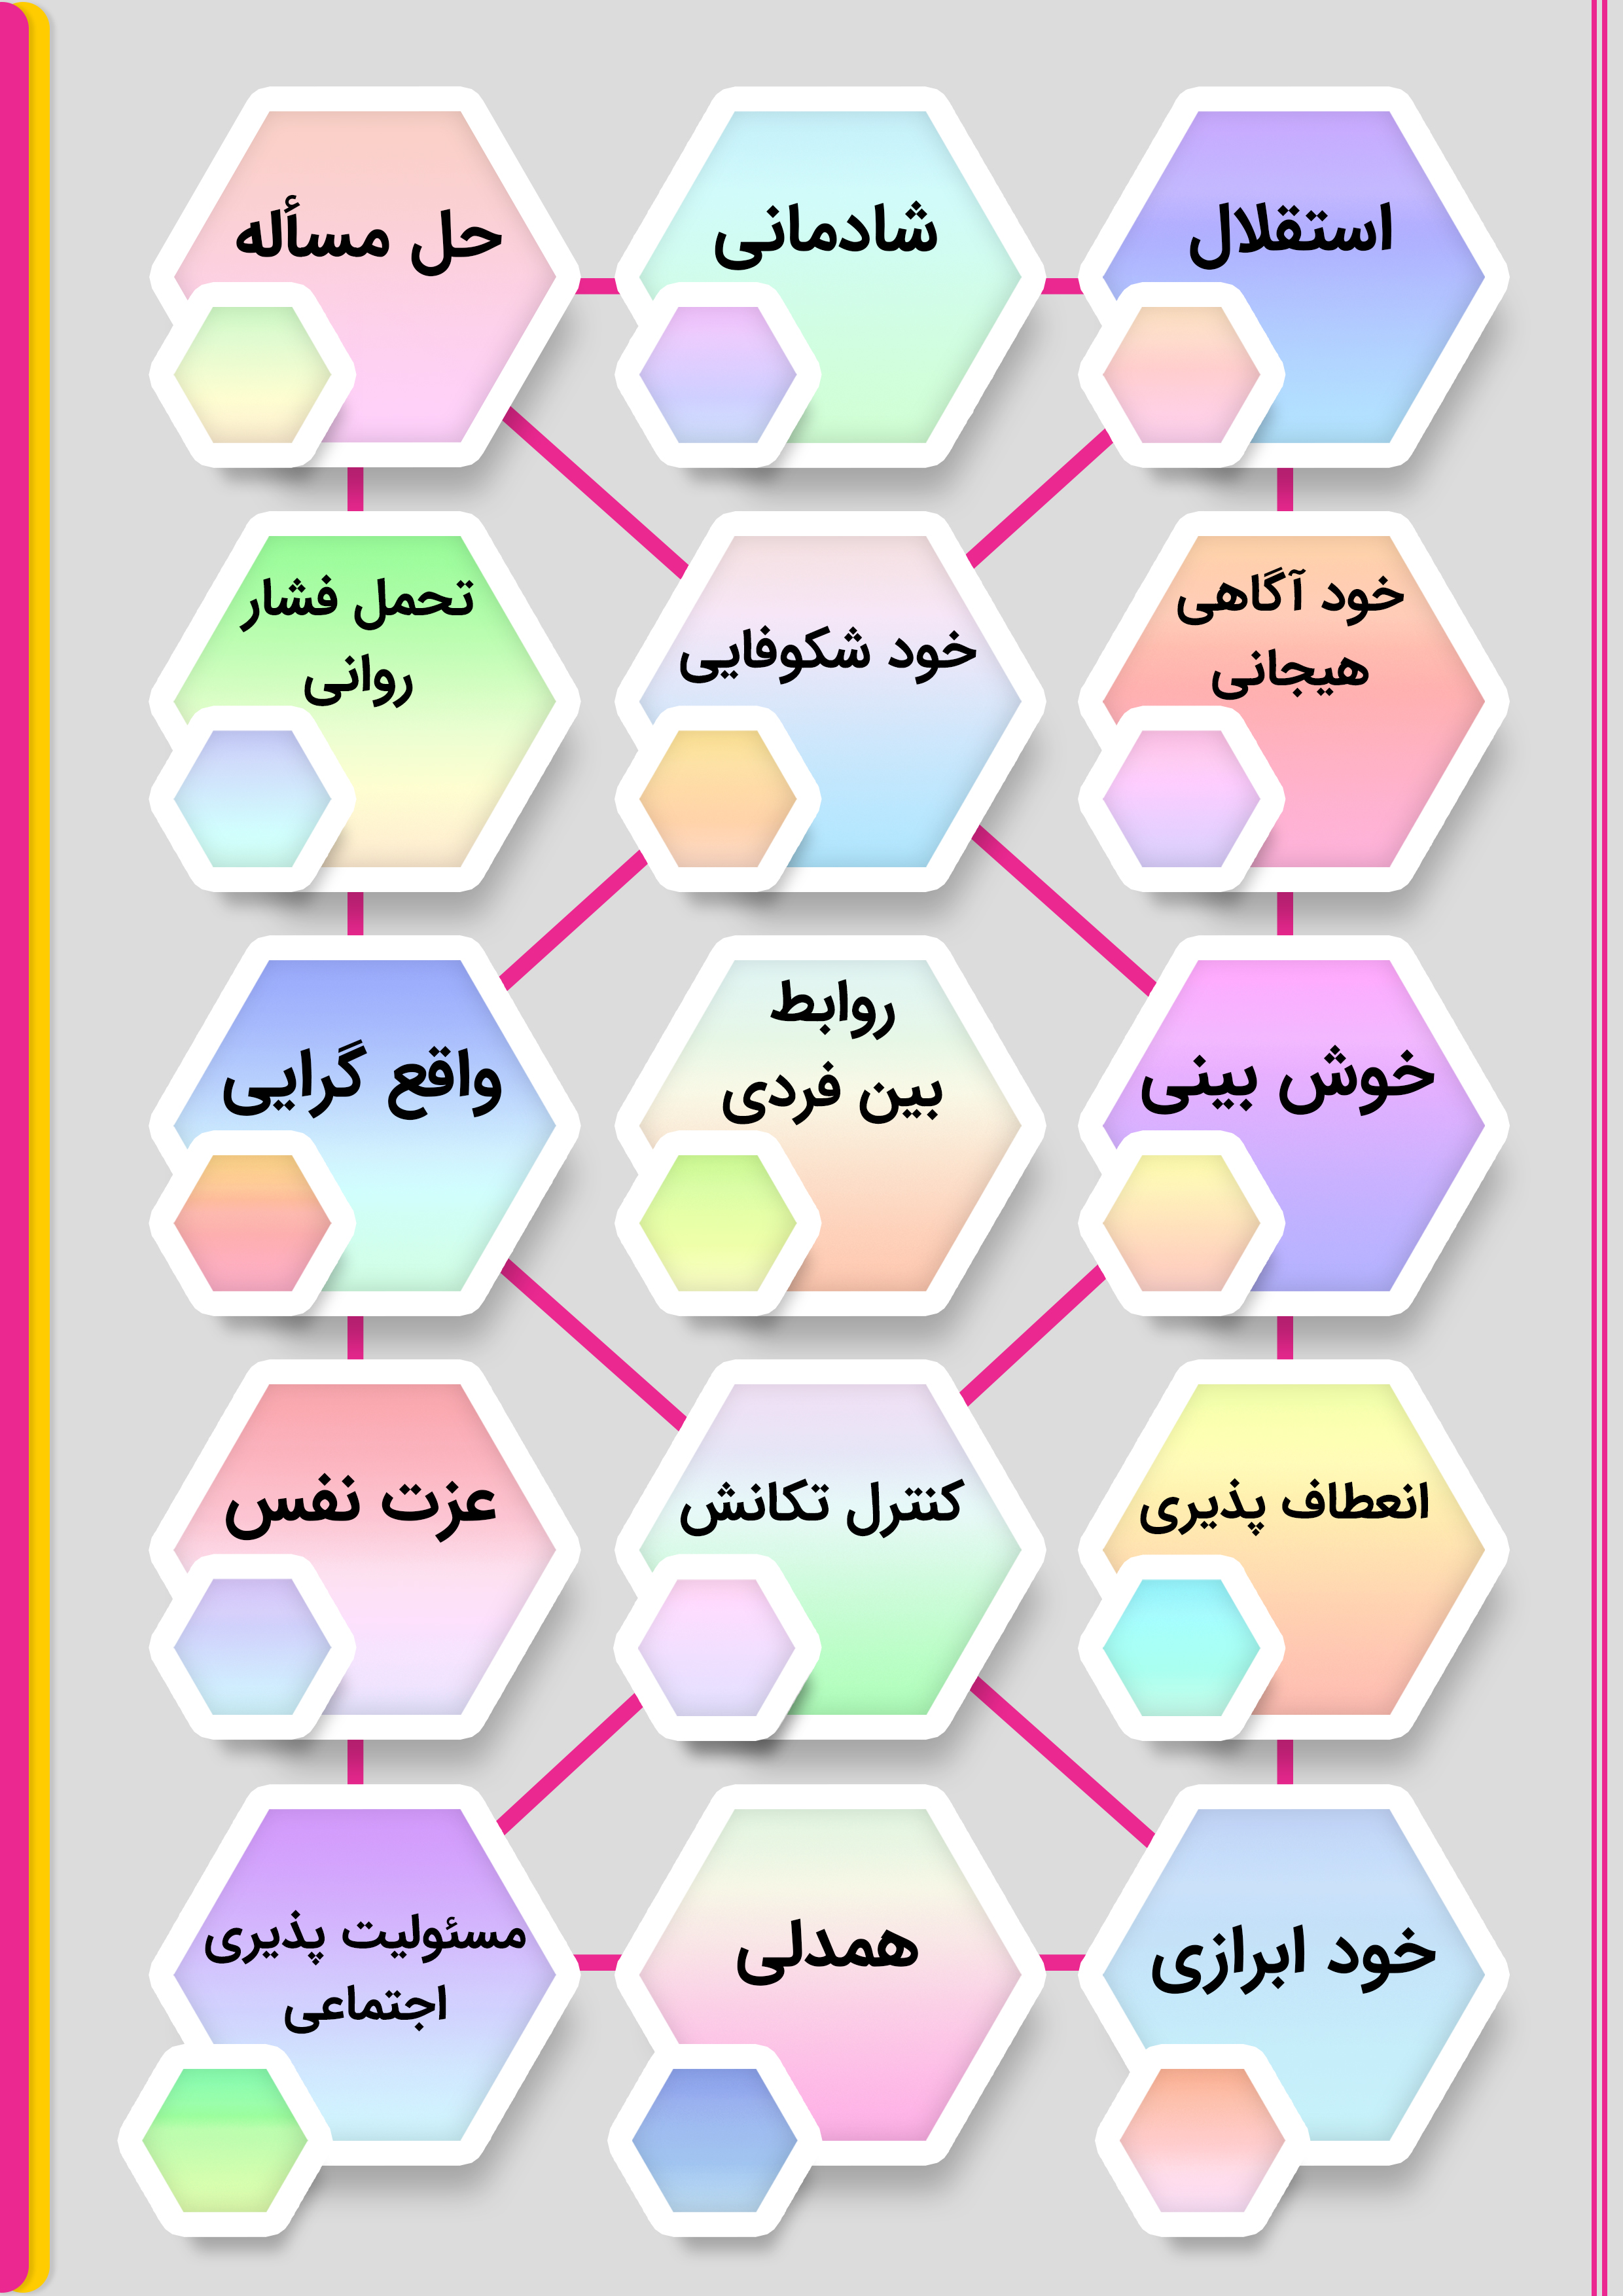 استقلال
شادمانی
حل مسأله
خود آگاهی
هیجانی
خود شکوفایی
تحمل فشار
روانی
خوش بینی
روابط
بین فردی
واقع گرایی
انعطاف پذیری
کنترل تکانش
عزت نفس
خود ابرازی
همدلی
مسئولیت پذیری
اجتماعی